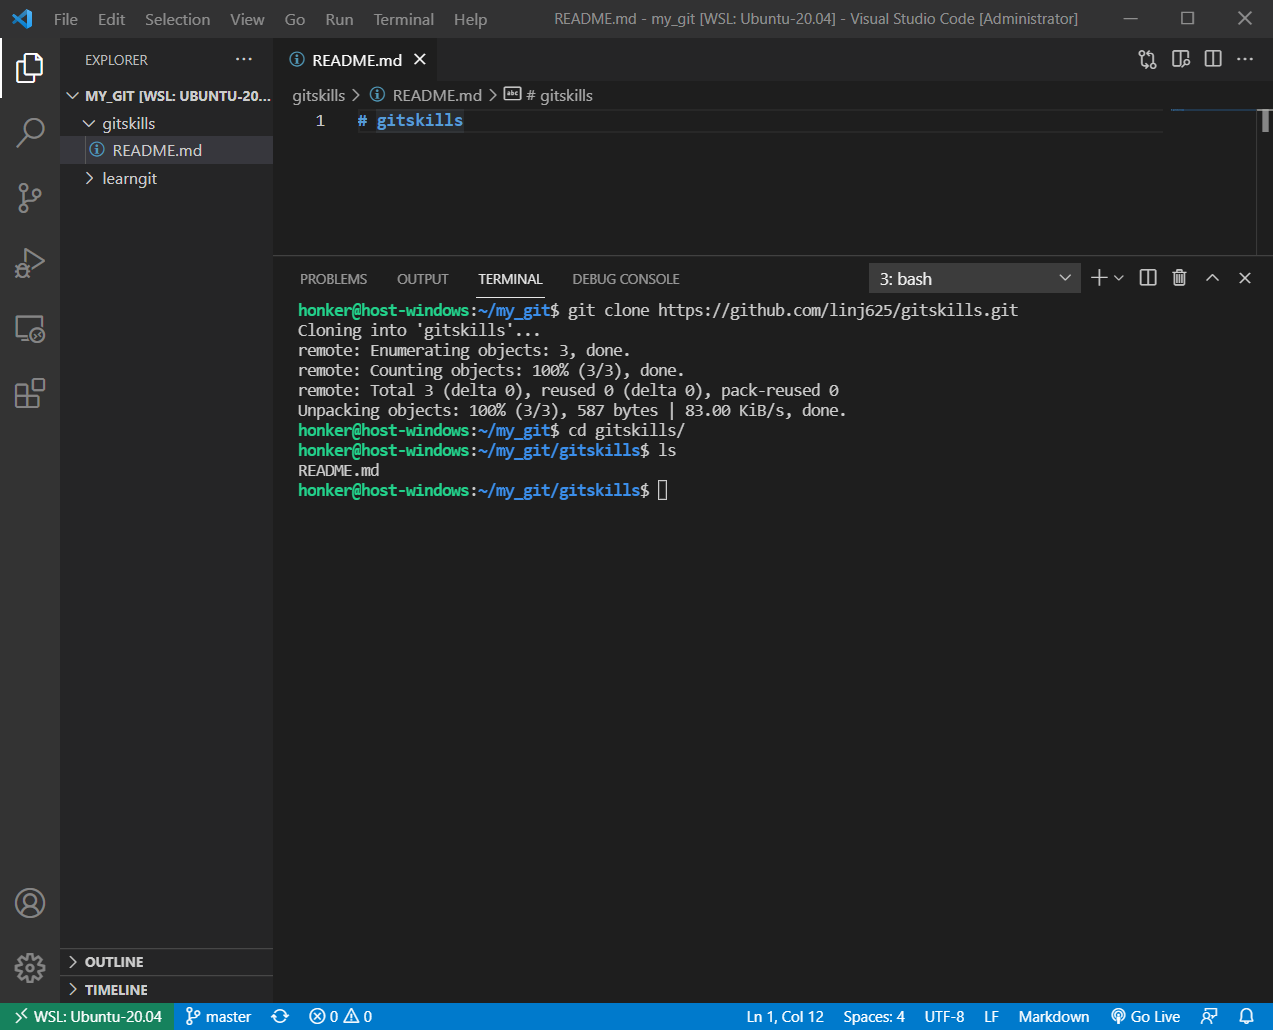 File Edit Selection View Go Run Terminal Help README.md - my_git [WSL: Ubuntu-20.04] - Visual Studio Code [Administrator]
EXPLORER ···
MY_GIT [WSL: UBUNTU-20...
gitskills
README.md
learngit
OUTLINE
TIMELINE
README.md
gitskills > README.md > # gitskills
1 # gitskills
PROBLEMS OUTPUT TERMINAL DEBUG CONSOLE 3: bash
honker@host-windows:~/my_git$ git clone https://github.com/linj625/gitskills.git
Cloning into 'gitskills'...
remote: Enumerating objects: 3, done.
remote: Counting objects: 100% (3/3), done.
remote: Total 3 (delta 0), reused 0 (delta 0), pack-reused 0
Unpacking objects: 100% (3/3), 587 bytes | 83.00 KiB/s, done.
honker@host-windows:~/my_git$ cd gitskills/
honker@host-windows:~/my_git/gitskills$ ls
README.md
honker@host-windows:~/my_git/gitskills$
WSL: Ubuntu-20.04 master 0 0 Ln 1, Col 12 Spaces: 4 UTF-8 LF Markdown Go Live